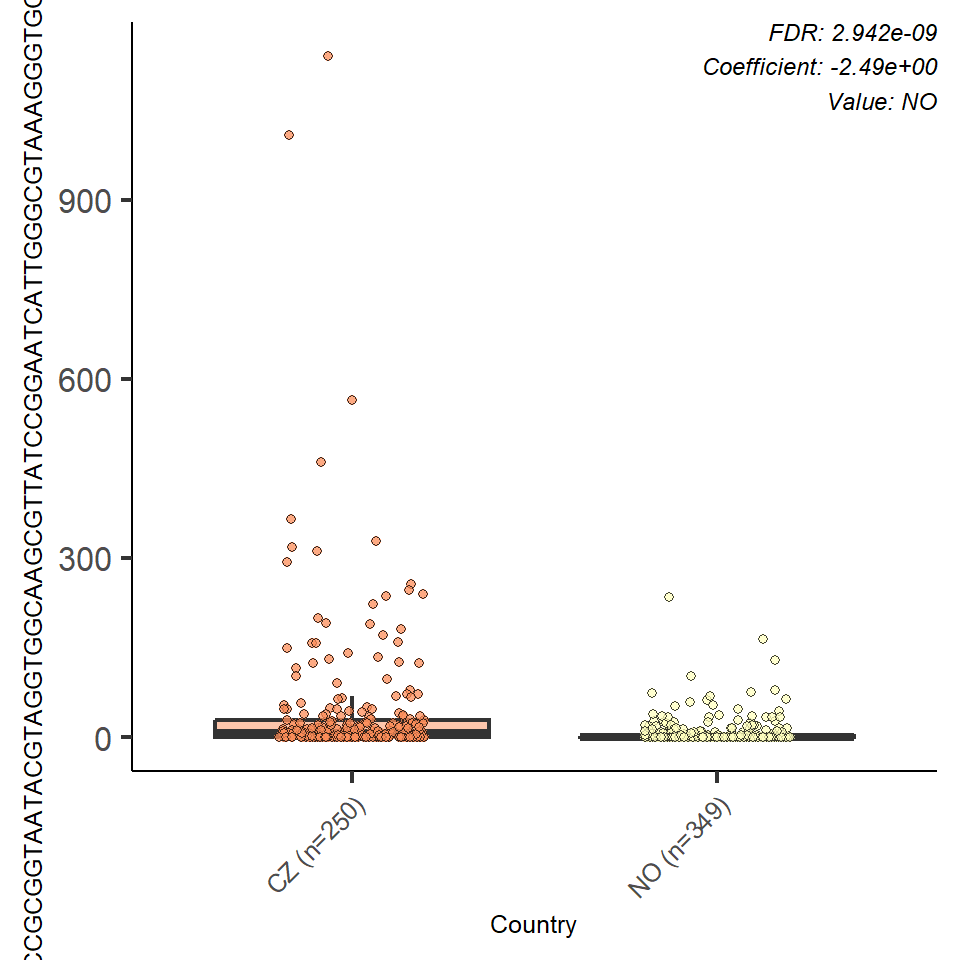 FDR: 2.942e-09
Coefficient: -2.49e+00
Value: NO
CCGCGGTAATACGTAGGTGGCAAGCGTTATCCGGAATCATTGGGCGTAAAGGGTGC
900
600
300
0
CZ (n=250)
NO (n=349)
Country